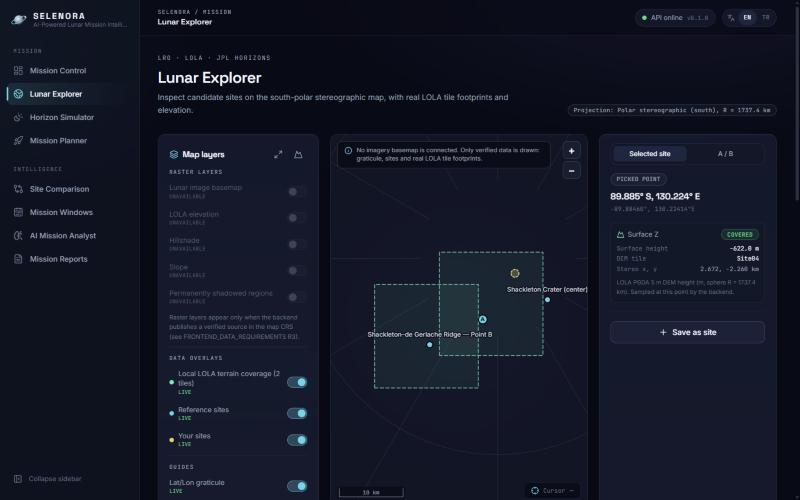 SELENORA
AI-Powered Lunar Mission Intelli...
MISSION
Mission Control
Lunar Explorer
Horizon Simulator
Mission Planner
INTELLIGENCE
Site Comparison
Mission Windows
AI Mission Analyst
Mission Reports
Collapse sidebar
SELENORA / MISSION
Lunar Explorer
API online v0.1.0
EN TR
LRO · LOLA · JPL HORIZONS
Lunar Explorer
Inspect candidate sites on the south-polar stereographic map, with real LOLA tile footprints and
elevation.
Projection: Polar stereographic (south), R = 1737.4 km
Map layers
RASTER LAYERS
Lunar image basemap
UNAVAILABLE
LOLA elevation
UNAVAILABLE
Hillshade
UNAVAILABLE
Slope
UNAVAILABLE
Permanently shadowed regions
UNAVAILABLE
Raster layers appear only when the backend
publishes a verified source in the map CRS
(see FRONTEND_DATA_REQUIREMENTS R3).
DATA OVERLAYS
Local LOLA terrain coverage (2
tiles)
LIVE
Reference sites
LIVE
Your sites
LIVE
GUIDES
Lat/Lon graticule
LIVE
No imagery basemap is connected. Only verified data is drawn:
graticule, sites and real LOLA tile footprints.
+
−
Shackleton Crater (center)
A
Shackleton–de Gerlache Ridge — Point B
10 km
Cursor —
Selected site
A / B
PICKED POINT
89.885° S, 130.224° E
-89.88460°, 130.22414°E
Surface Z
COVERED
Surface height -622.0 m
DEM tile Site04
Stereo x, y 2.672, -2.260 km
LOLA PGDA 5 m DEM height (m, sphere R = 1737.4
km). Sampled at this point by the backend.
+ Save as site